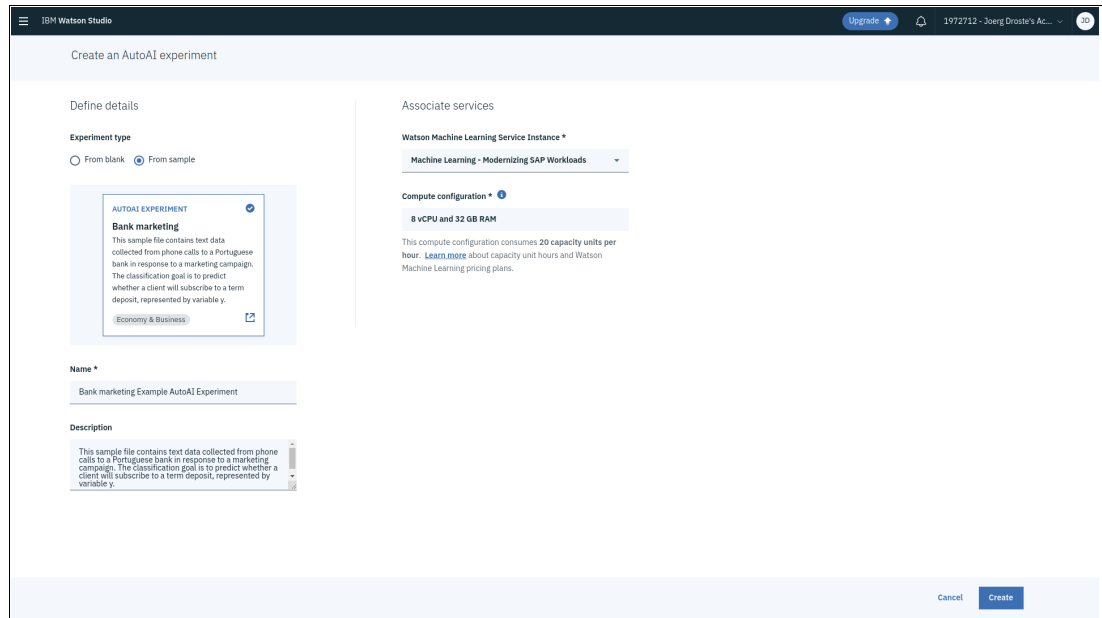 IBM Watson Studio
Upgrade
1972712 - Joerg Droste's Ac...
JD
Create an AutoAI experiment
Define details
Experiment type
From blank
From sample
AUTOAI EXPERIMENT
Bank marketing
This sample file contains text data
collected from phone calls to a Portuguese
bank in response to a marketing campaign.
The classification goal is to predict
whether a client will subscribe to a term
deposit, represented by variable y.
Economy & Business
Name *
Bank marketing Example AutoAI Experiment
Description
This sample file contains text data collected from phone
calls to a Portuguese bank in response to a marketing
campaign. The classification goal is to predict whether a
client will subscribe to a term deposit, represented by
variable y.
Associate services
Watson Machine Learning Service Instance *
Machine Learning - Modernizing SAP Workloads
Compute configuration *
8 vCPU and 32 GB RAM
This compute configuration consumes 20 capacity units per
hour. Learn more about capacity unit hours and Watson
Machine Learning pricing plans.
Cancel
Create